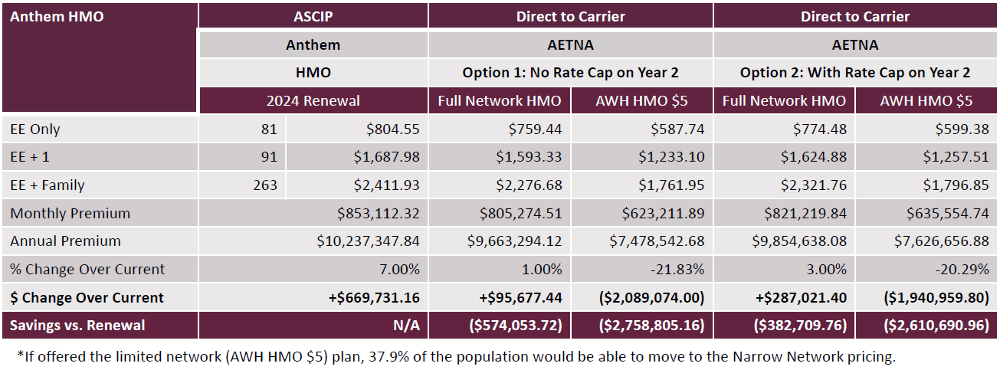 Anthem HMO ASCIP Direct to Carrier Direct to Carrier
Anthem AETNA AETNA
HMO Option 1: No Rate Cap on Year 2 Option 2: With Rate Cap on Year 2
2024 Renewal Full Network HMO AWH HMO $5 Full Network HMO AWH HMO $5
EE Only 81 $804.55 $759.44 $587.74 $774.48 $599.38
EE + 1 91 $1,687.98 $1,593.33 $1,233.10 $1,624.88 $1,257.51
EE + Family 263 $2,411.93 $2,276.68 $1,761.95 $2,321.76 $1,796.85
Monthly Premium $853,112.32 $805,274.51 $623,211.89 $821,219.84 $635,554.74
Annual Premium $10,237,347.84 $9,663,294.12 $7,478,542.68 $9,854,638.08 $7,626,656.88
% Change Over Current 7.00% 1.00% -21.83% 3.00% -20.29%
$ Change Over Current +$669,731.16 +$95,677.44 ($2,089,074.00) +$287,021.40 ($1,940,959.80)
Savings vs. Renewal N/A ($574,053.72) ($2,758,805.16) ($382,709.76) ($2,610,690.96)
*If offered the limited network (AWH HMO $5) plan, 37.9% of the population would be able to move to the Narrow Network pricing.